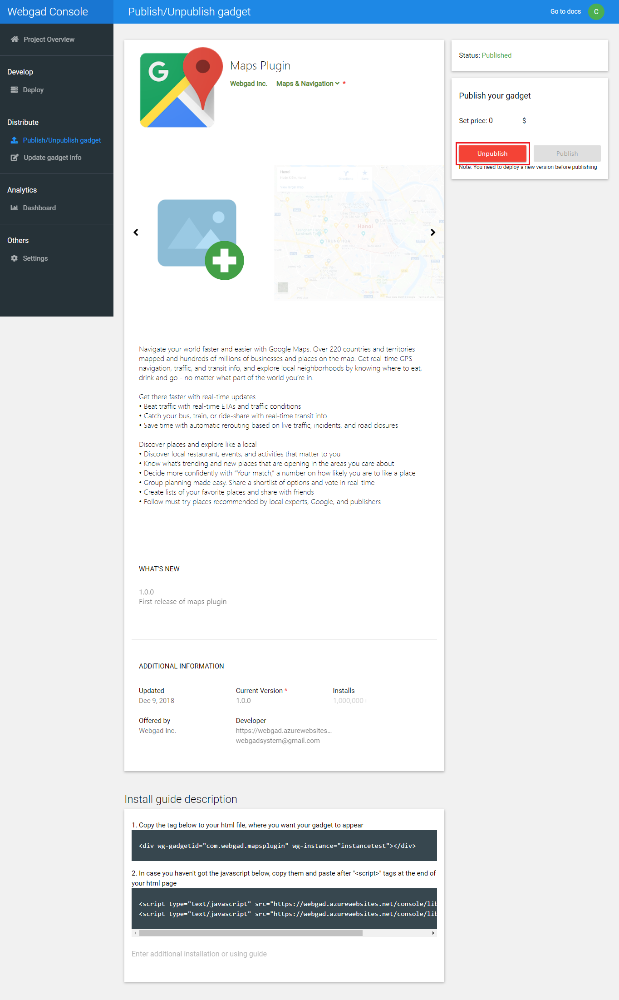 Webgad Console
Publish/Unpublish gadget
Go to docs
C
Project Overview
Develop
Deploy
Distribute
Publish/Unpublish gadget
Update gadget info
Analytics
Dashboard
Others
Settings
G
Maps Plugin
Webgad Inc.
Maps & Navigation *
Status: Published
Publish your gadget
Set price: 0 $
Unpublish
Publish
Note: You need to deploy a new version before publishing
Hanoi
Hoàn Kiếm, Hanoi
Directions
Save
View larger map
Hanoi
TRUNG HOA
Google
Navigate your world faster and easier with Google Maps. Over 220 countries and territories
mapped and hundreds of millions of businesses and places on the map. Get real-time GPS
navigation, traffic, and transit info, and explore local neighborhoods by knowing where to eat,
drink and go - no matter what part of the world you’re in.
Get there faster with real-time updates
• Beat traffic with real-time ETAs and traffic conditions
• Catch your bus, train, or ride-share with real-time transit info
• Save time with automatic rerouting based on live traffic, incidents, and road closures
Discover places and explore like a local
• Discover local restaurant, events, and activities that matter to you
• Know what’s trending and new places that are opening in the areas you care about
• Decide more confidently with “Your match,” a number on how likely you are to like a place
• Group planning made easy. Share a shortlist of options and vote in real-time
• Create lists of your favorite places and share with friends
• Follow must-try places recommended by local experts, Google, and publishers
WHAT'S NEW
1.0.0
First release of maps plugin
ADDITIONAL INFORMATION
Updated
Dec 9, 2018
Current Version *
1.0.0
Installs
1,000,000+
Offered by
Webgad Inc.
Developer
https://webgad.azurewebsites...
webgadsystem@gmail.com
Install guide description
1. Copy the tag below to your html file, where you want your gadget to appear
<div wg-gadgetid="com.webgad.mapsplugin" wg-instance="instancetest"></div>
2. In case you haven't got the javascript below, copy them and paste after "<script>" tags at the end of
your html page
<script type="text/javascript" src="https://webgad.azurewebsites.net/console/lib
<script type="text/javascript" src="https://webgad.azurewebsites.net/console/lib
Enter additional installation or using guide